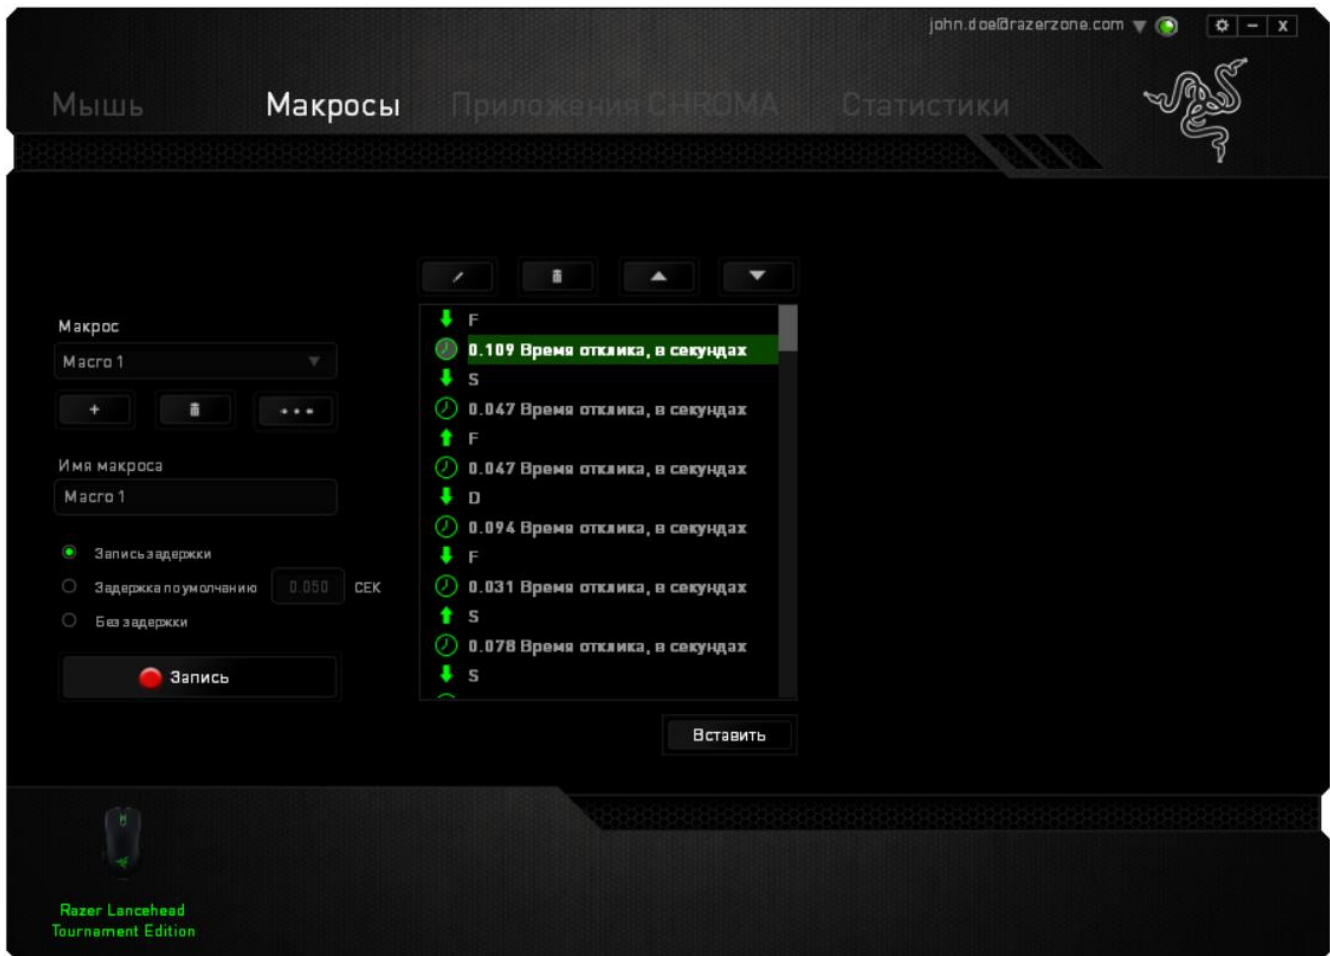 john.doe@razerzone.com
Мышь Макросы Приложения CHROMA Статистики
Макрос
Macro 1
Имя макроса
Macro 1
Запись задержки
Задержка по умолчанию 0.050 СЕК
Без задержки
Запись
F
0.109 Время отклика, в секундах
S
0.047 Время отклика, в секундах
F
0.047 Время отклика, в секундах
D
0.094 Время отклика, в секундах
F
0.031 Время отклика, в секундах
S
0.078 Время отклика, в секундах
S
Вставить
Razer Lancehead
Tournament Edition